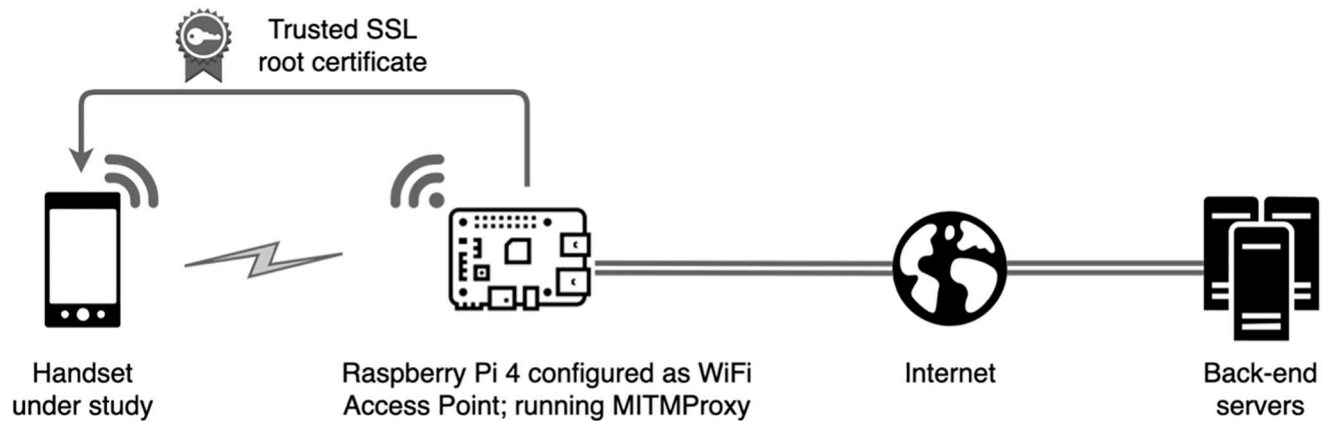 Trusted SSL
root certificate
Handset
under study
Raspberry Pi 4 configured as WiFi
Access Point; running MITMProxy
Internet
Back-end
servers